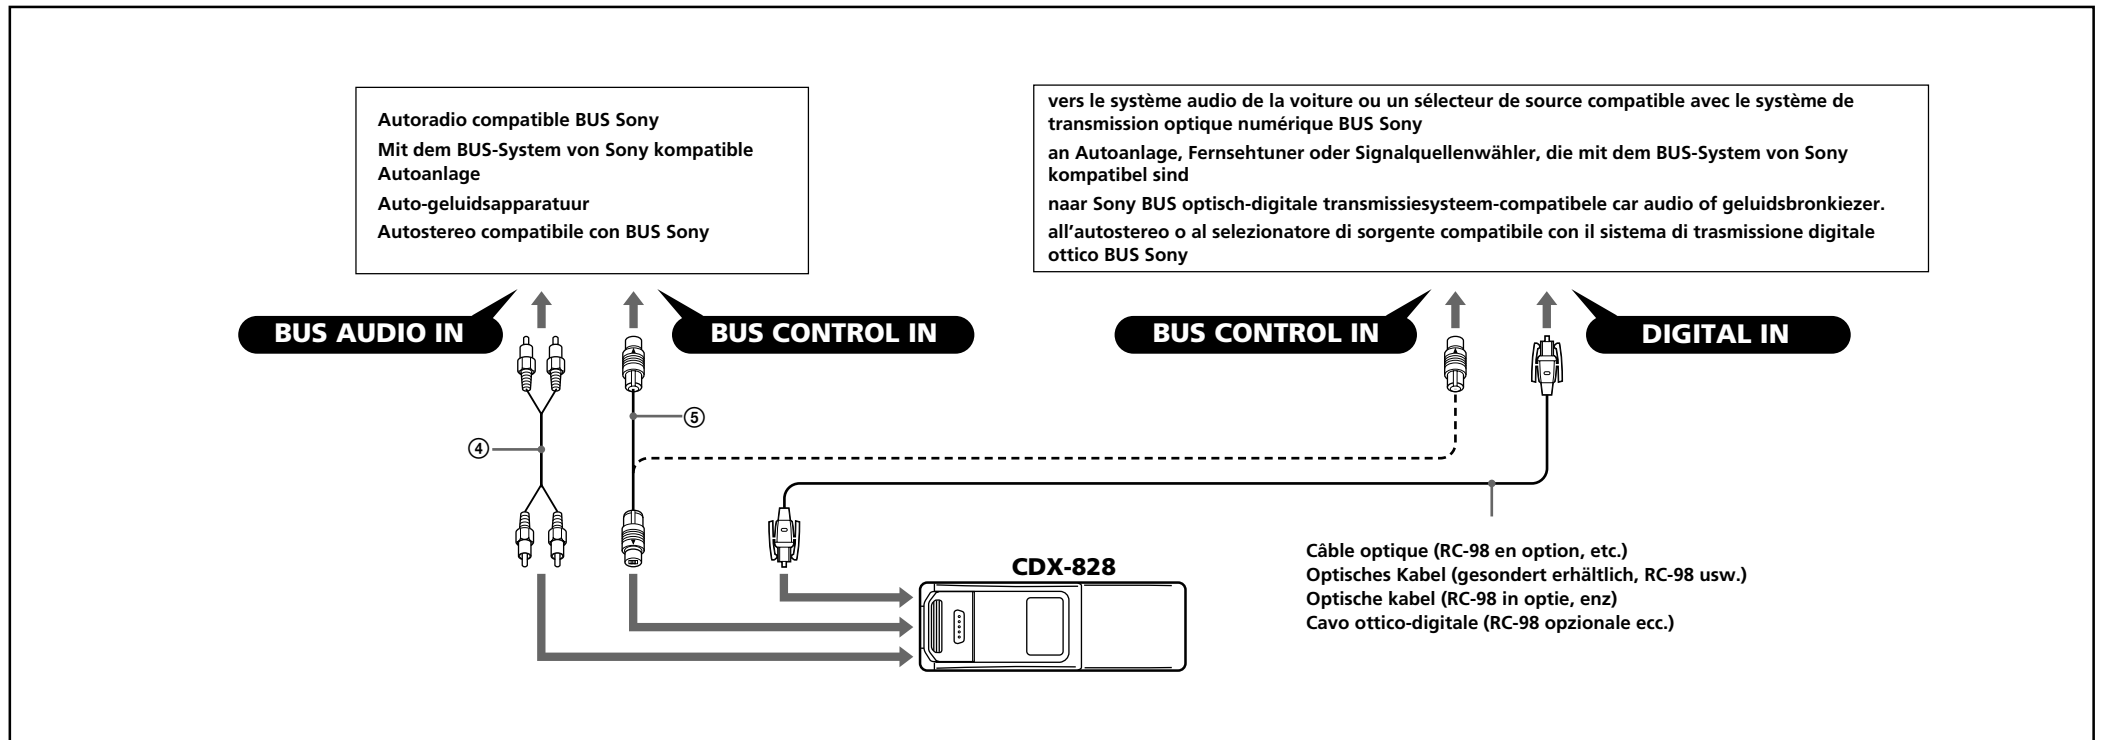 Autoradio compatible BUS Sony
Mit dem BUS-System von Sony kompatible
Autoanlage
Auto-geluidsapparatuur
Autostereo compatibile con BUS Sony
vers le système audio de la voiture ou un sélecteur de source compatible avec le système de
transmission optique numérique BUS Sony
an Autoanlage, Fernsehtuner oder Signalquellenwähler, die mit dem BUS-System von Sony
kompatibel sind
naar Sony BUS optisch-digitale transmissiesysteem-compatibele car audio of geluidsbronkiezer.
all’autostereo o al selezionatore di sorgente compatibile con il sistema di trasmissione digitale
ottico BUS Sony
BUS AUDIO IN
BUS CONTROL IN
BUS CONTROL IN
DIGITAL IN
⑤
④
CDX-828
Câble optique (RC-98 en option, etc.)
Optisches Kabel (gesondert erhältlich, RC-98 usw.)
Optische kabel (RC-98 in optie, enz)
Cavo ottico-digitale (RC-98 opzionale ecc.)